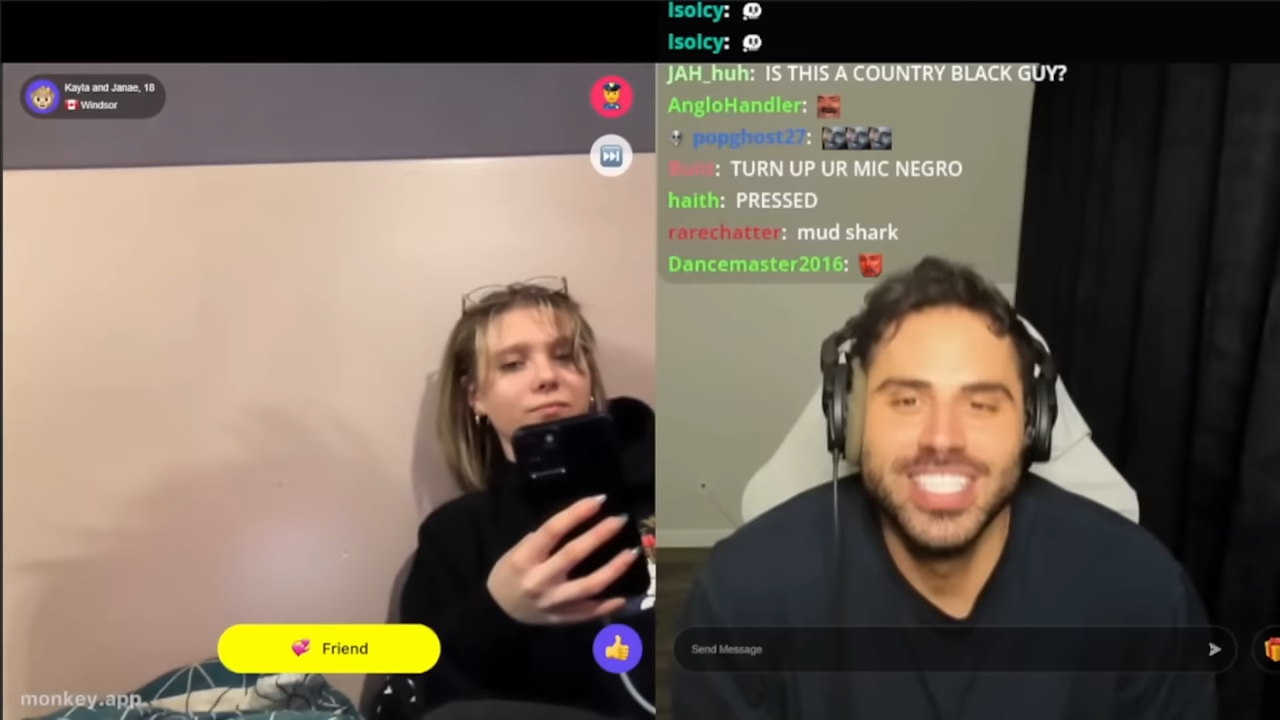 Kayla and Janae, 18
Windsor
Friend
monkey.app
Isolcy:
Isolcy:
JAH_huh: IS THIS A COUNTRY BLACK GUY?
AngloHandler:
popghost27:
: TURN UP UR MIC NEGRO
haith: PRESSED
rarechatter: mud shark
Dancemaster2016:
Send Message